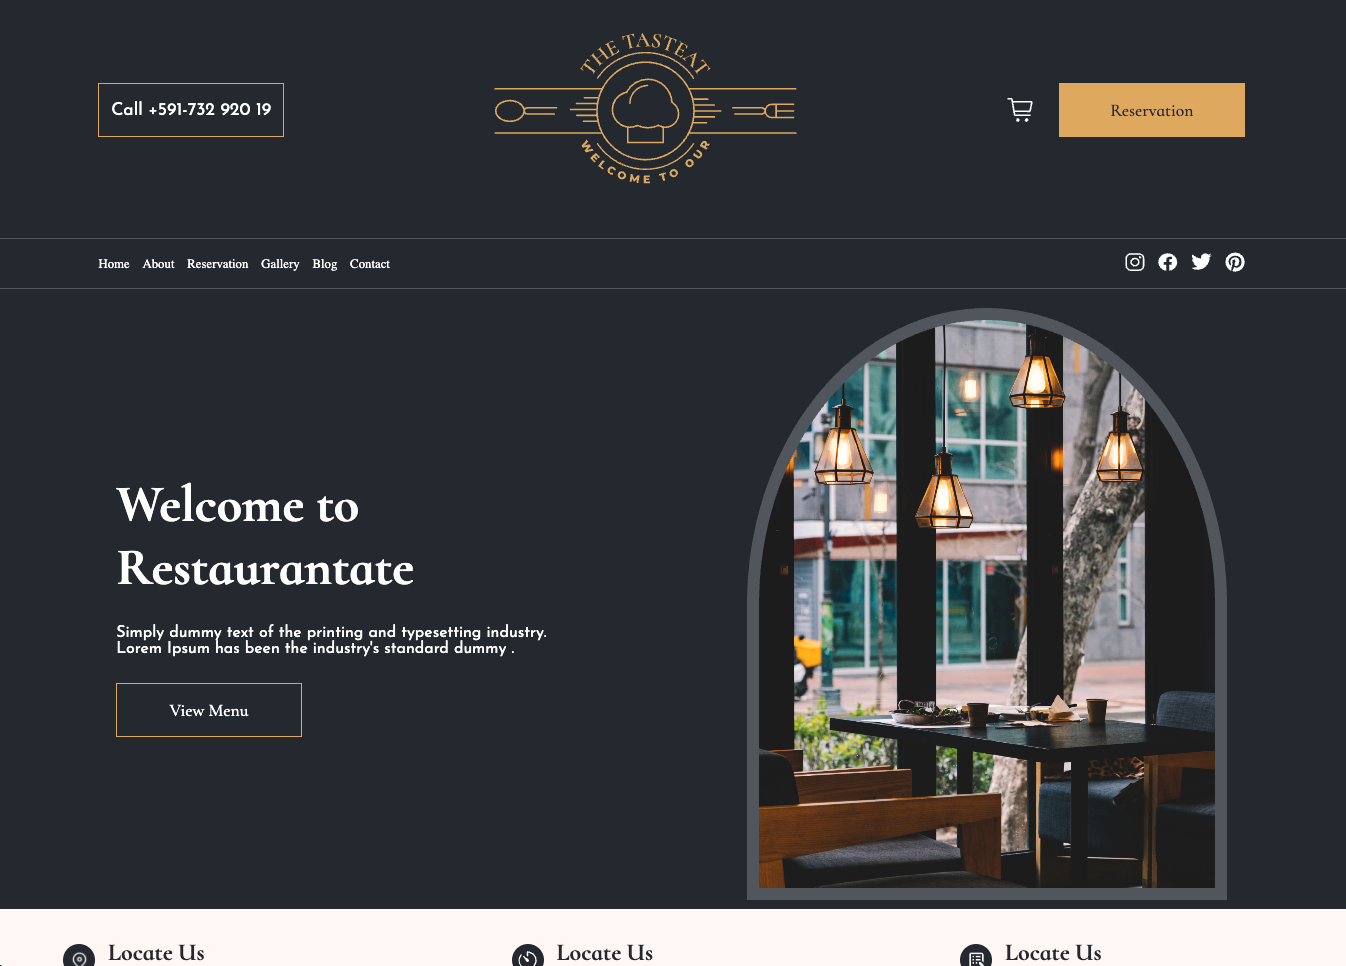 Call +591-732 920 19
THE TASTEAT
WELCOME TO OUR
Reservation
Home About Reservation Gallery Blog Contact
Welcome to
Restaurantate
Simply dummy text of the printing and typesetting industry.
Lorem Ipsum has been the industry's standard dummy .
View Menu
Locate Us
Locate Us
Locate Us